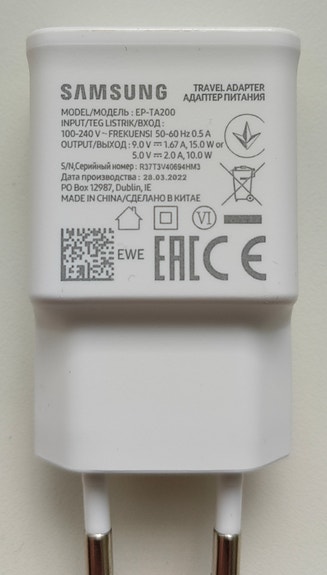 SAMSUNG
TRAVEL ADAPTER
АДАПТЕР ПИТАНИЯ
MODEL/МОДЕЛЬ : EP-TA200
INPUT/TEG LISTRIK/ВХОД :
100-240 V~ FREKUENSI 50-60 Hz 0.5 A
OUTPUT/ВЫХОД : 9.0 V⎓ 1.67 A, 15.0 W or
5.0 V⎓ 2.0 A, 10.0 W
S/N,Серийный номер : R37T3V40694HM3
Дата производства : 28.03.2022
PO Box 12987, Dublin, IE
MADE IN CHINA/СДЕЛАНО В КИТАЕ
VI
EWE
EAC CE